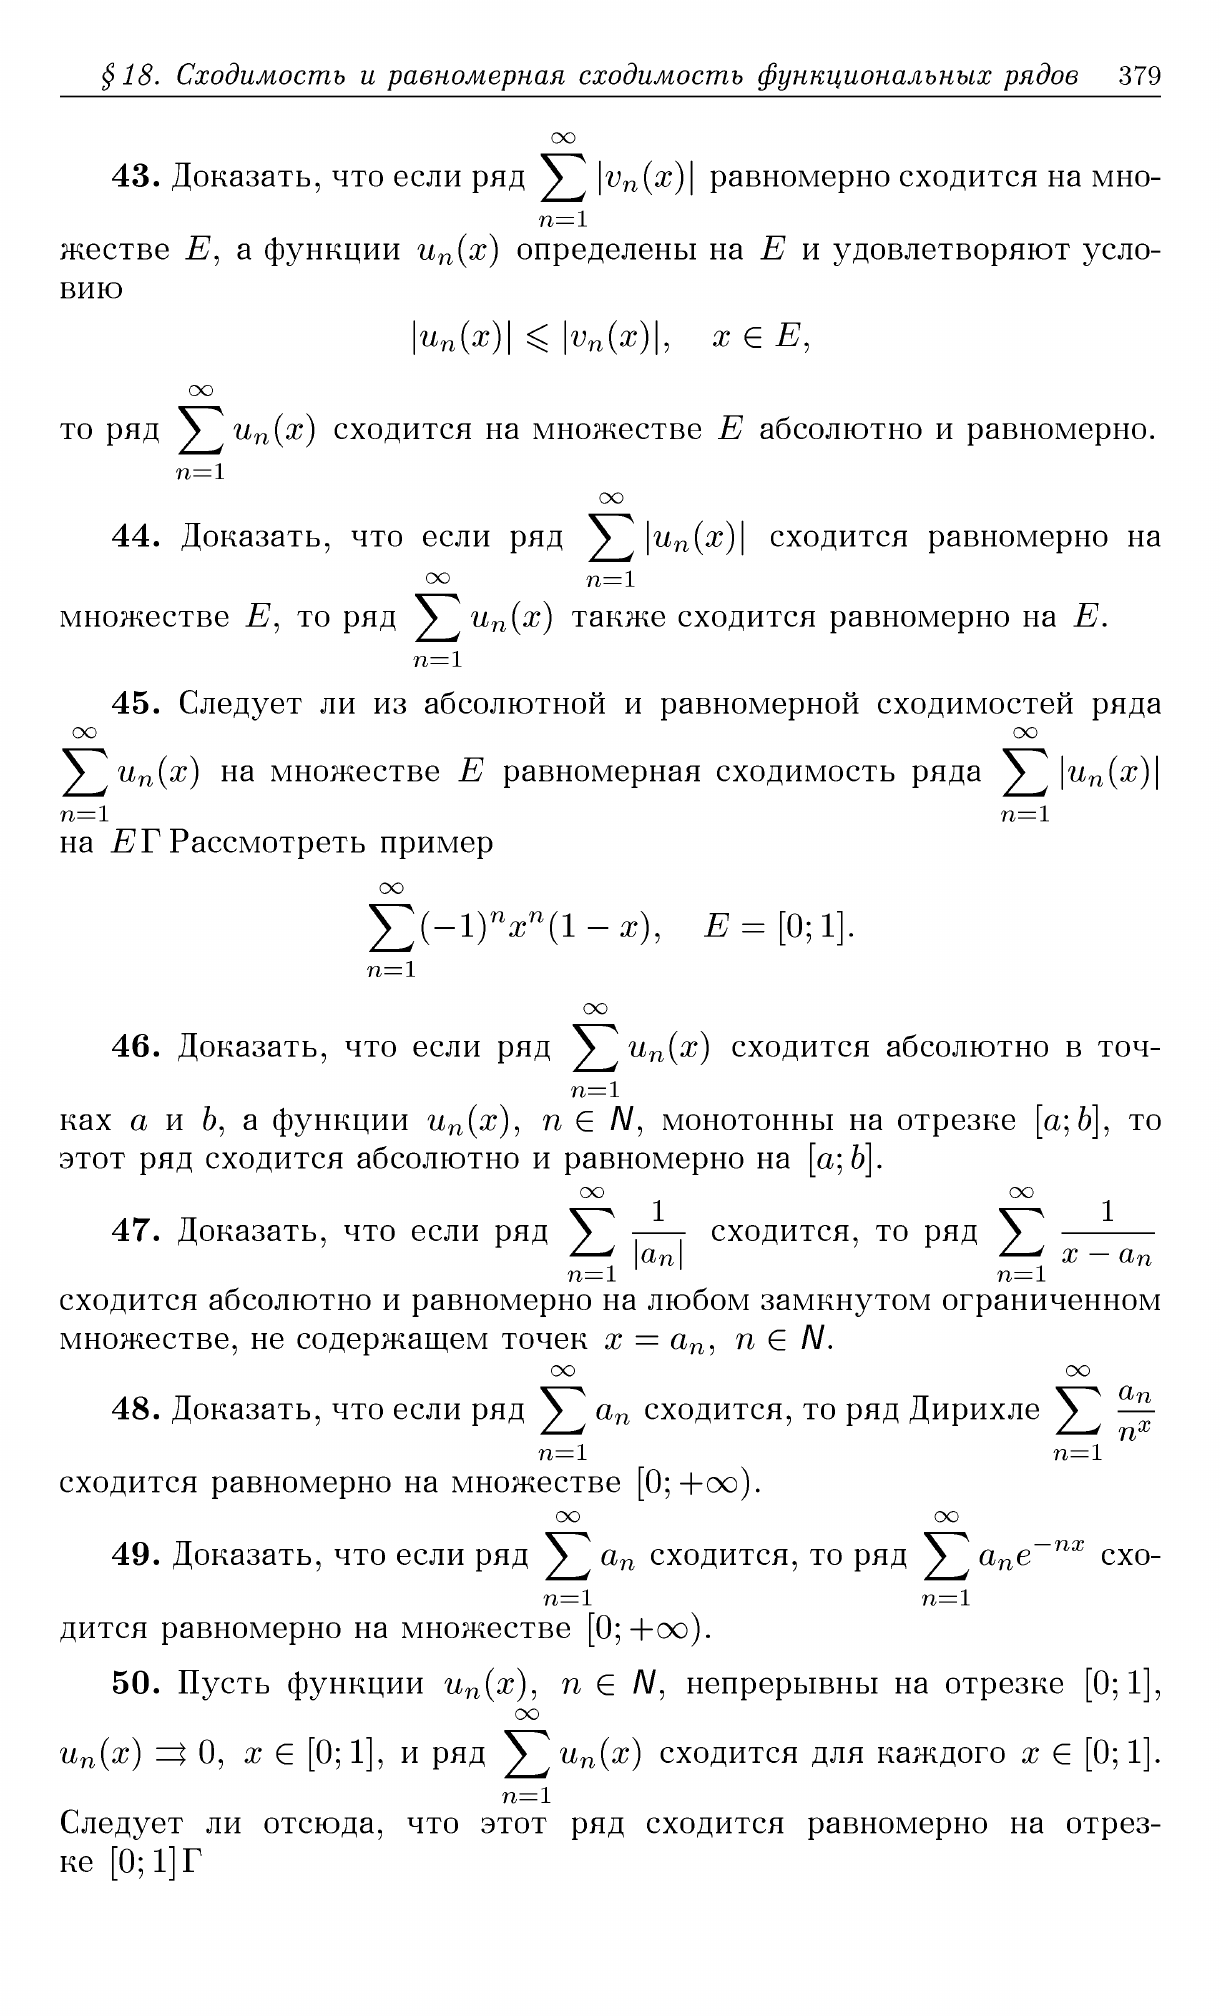 § 18. Сходимость и равномерная сходимость функциональных рядов 379
43. Доказать, что если ряд $\sum_{n=1}^{\infty} |v_n(x)|$ равномерно сходится на мно-
жестве E, а функции $u_n(x)$ определены на E и удовлетворяют усло-
вию
$|u_n(x)| \leqslant |v_n(x)|, \quad x \in E,$
то ряд $\sum_{n=1}^{\infty} u_n(x)$ сходится на множестве E абсолютно и равномерно.
44. Доказать, что если ряд $\sum_{n=1}^{\infty} |u_n(x)|$ сходится равномерно на
множестве E, то ряд $\sum_{n=1}^{\infty} u_n(x)$ также сходится равномерно на E.
45. Следует ли из абсолютной и равномерной сходимостей ряда
$\sum_{n=1}^{\infty} u_n(x)$ на множестве E равномерная сходимость ряда $\sum_{n=1}^{\infty} |u_n(x)|$
на EГ Рассмотреть пример
$\sum_{n=1}^{\infty} (-1)^n x^n (1 - x), \quad E = [0; 1].$
46. Доказать, что если ряд $\sum_{n=1}^{\infty} u_n(x)$ сходится абсолютно в точ-
ках a и b, а функции $u_n(x)$, $n \in N$, монотонны на отрезке [a; b], то
этот ряд сходится абсолютно и равномерно на [a; b].
47. Доказать, что если ряд $\sum_{n=1}^{\infty} \frac{1}{|a_n|}$ сходится, то ряд $\sum_{n=1}^{\infty} \frac{1}{x - a_n}$
сходится абсолютно и равномерно на любом замкнутом ограниченном
множестве, не содержащем точек $x = a_n$, $n \in N$.
48. Доказать, что если ряд $\sum_{n=1}^{\infty} a_n$ сходится, то ряд Дирихле $\sum_{n=1}^{\infty} \frac{a_n}{n^x}$
сходится равномерно на множестве $[0; +\infty)$.
49. Доказать, что если ряд $\sum_{n=1}^{\infty} a_n$ сходится, то ряд $\sum_{n=1}^{\infty} a_n e^{-nx}$ схо-
дится равномерно на множестве $[0; +\infty)$.
50. Пусть функции $u_n(x)$, $n \in N$, непрерывны на отрезке [0; 1],
$u_n(x) \rightrightarrows 0$, $x \in [0; 1]$, и ряд $\sum_{n=1}^{\infty} u_n(x)$ сходится для каждого $x \in [0; 1]$.
Следует ли отсюда, что этот ряд сходится равномерно на отрез-
ке [0; 1]Г